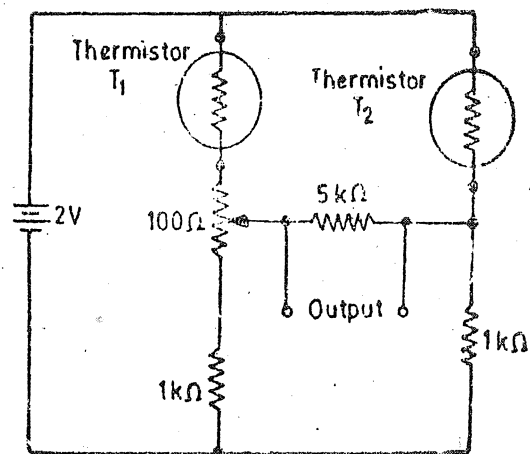 Thermistor
T1
Thermistor
T2
5kΩ
2V
100Ω
Output
1kΩ
1kΩ